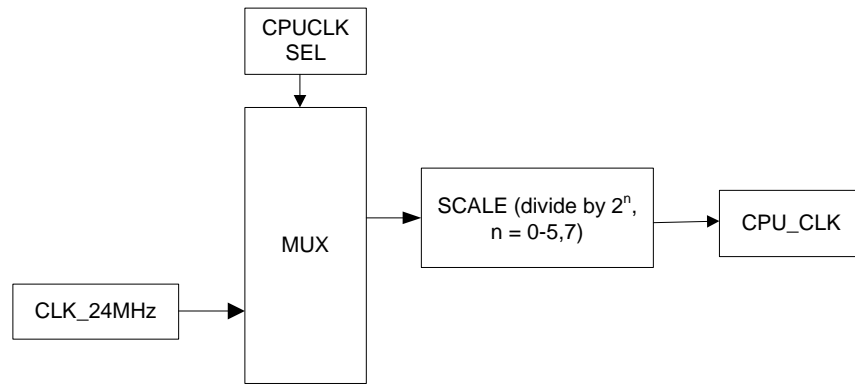 CPUCLK
SEL
MUX
SCALE (divide by 2ⁿ,
n = 0-5,7)
CPU_CLK
CLK_24MHz